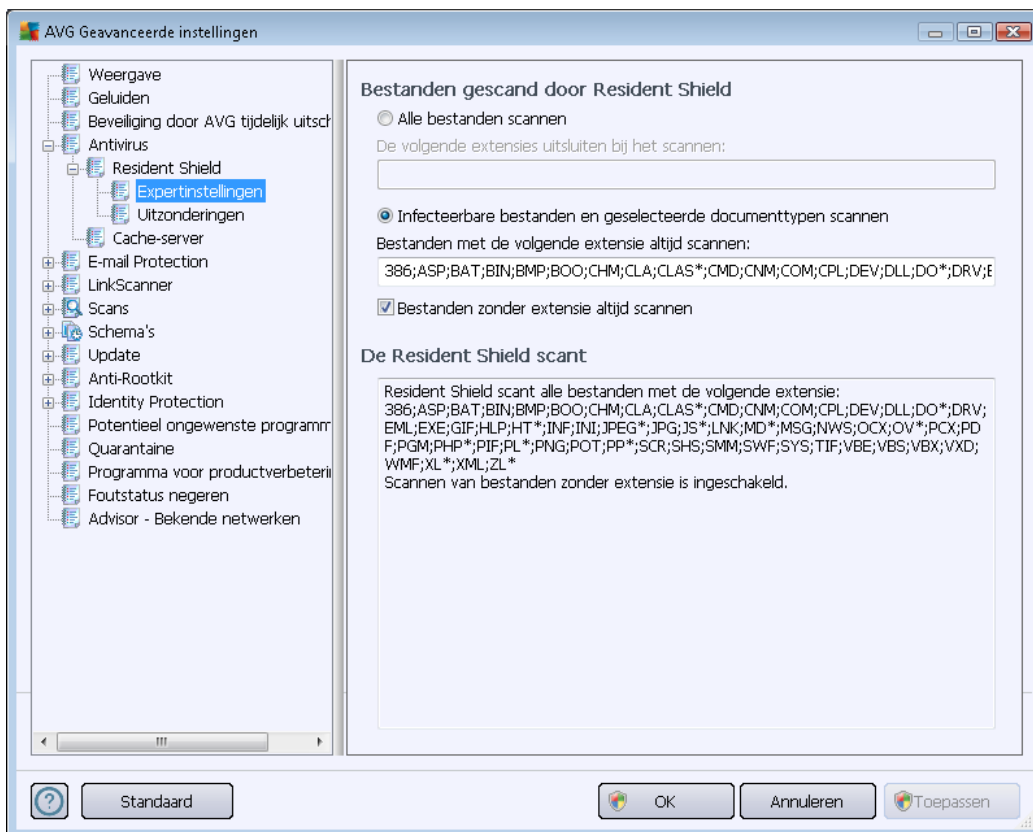 AVG Geavanceerde instellingen
Weergave
Geluiden
Beveiliging door AVG tijdelijk uitsch
Antivirus
Resident Shield
Expertinstellingen
Uitzonderingen
Cache-server
E-mail Protection
LinkScanner
Scans
Schema's
Update
Anti-Rootkit
Identity Protection
Potentieel ongewenste programm
Quarantaine
Programma voor productverbeterin
Foutstatus negeren
Advisor - Bekende netwerken
Bestanden gescand door Resident Shield
Alle bestanden scannen
De volgende extensies uitsluiten bij het scannen:
Infecteerbare bestanden en geselecteerde documenttypen scannen
Bestanden met de volgende extensie altijd scannen:
386;ASP;BAT;BIN;BMP;BOO;CHM;CLA;CLAS*;CMD;CNM;COM;CPL;DEV;DLL;DO*;DRV;E
Bestanden zonder extensie altijd scannen
De Resident Shield scant
Resident Shield scant alle bestanden met de volgende extensie:
386;ASP;BAT;BIN;BMP;BOO;CHM;CLA;CLAS*;CMD;CNM;COM;CPL;DEV;DLL;DO*;DRV;
EML;EXE;GIF;HLP;HT*;INF;INI;JPEG*;JPG;JS*;LNK;MD*;MSG;NWS;OCX;OV*;PCX;PD
F;PGM;PHP*;PIF;PL*;PNG;POT;PP*;SCR;SHS;SMM;SWF;SYS;TIF;VBE;VBS;VBX;VXD;
WMF;XL*;XML;ZL*
Scannen van bestanden zonder extensie is ingeschakeld.
? Standaard OK Annuleren Toepassen